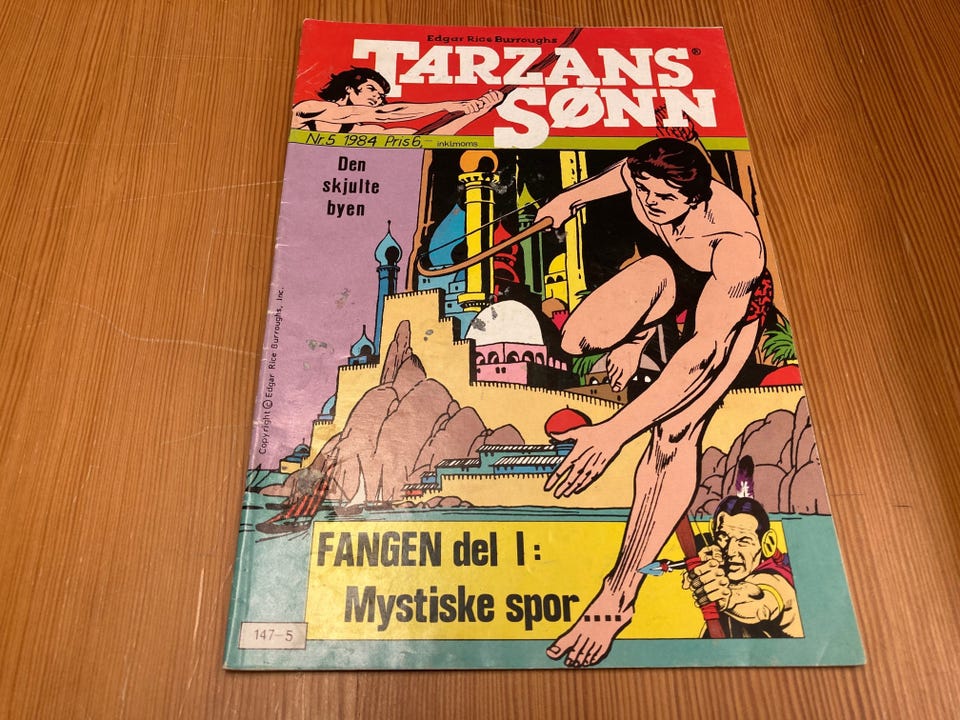 Edgar Rice Burroughs
TARZANS®
SØNN
Nr.5 1984 Pris 6,- inkl.moms
Den
skjulte
byen
Copyright © Edgar Rice Burroughs, Inc.
FANGEN del I:
Mystiske spor....
147-5